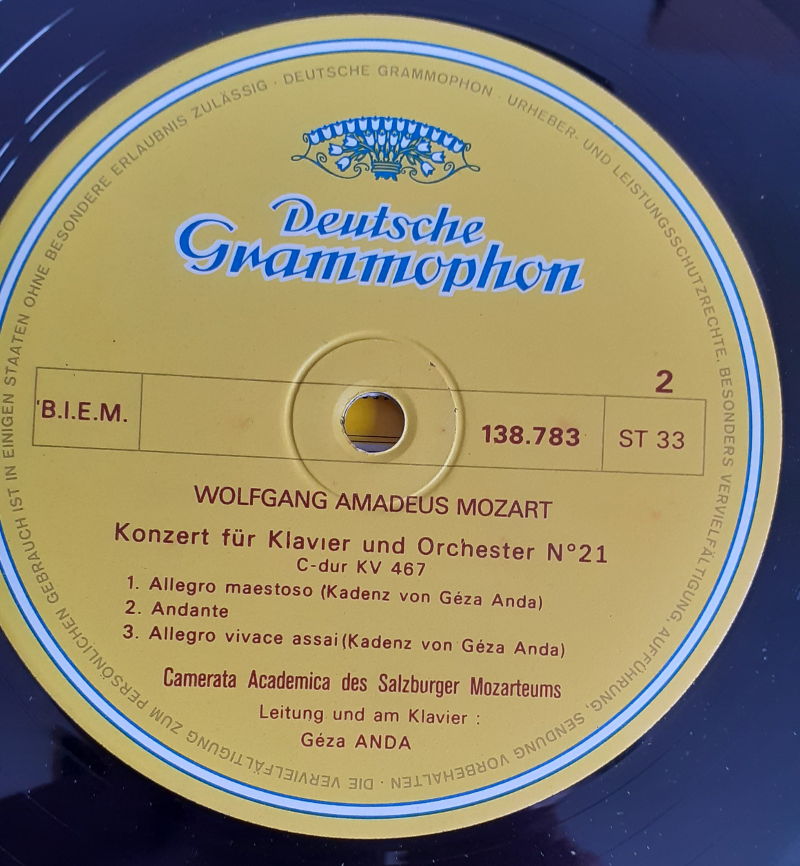 DEUTSCHE GRAMMOPHON · URHEBER- UND LEISTUNGSSCHUTZRECHTE, BESONDERS VERVIELFÄLTIGUNG, AUFFÜHRUNG, SENDUNG VORBEHALTEN · DIE VERVIELFÄLTIGUNG ZUM PERSÖNLICHEN GEBRAUCH IST IN EINIGEN STAATEN OHNE BESONDERE ERLAUBNIS ZULÄSSIG ·
Deutsche
Grammophon
2
B.I.E.M. 138.783 ST 33
WOLFGANG AMADEUS MOZART
Konzert für Klavier und Orchester N°21
C-dur KV 467
1. Allegro maestoso (Kadenz von Géza Anda)
2. Andante
3. Allegro vivace assai (Kadenz von Géza Anda)
Camerata Academica des Salzburger Mozarteums
Leitung und am Klavier :
Géza ANDA